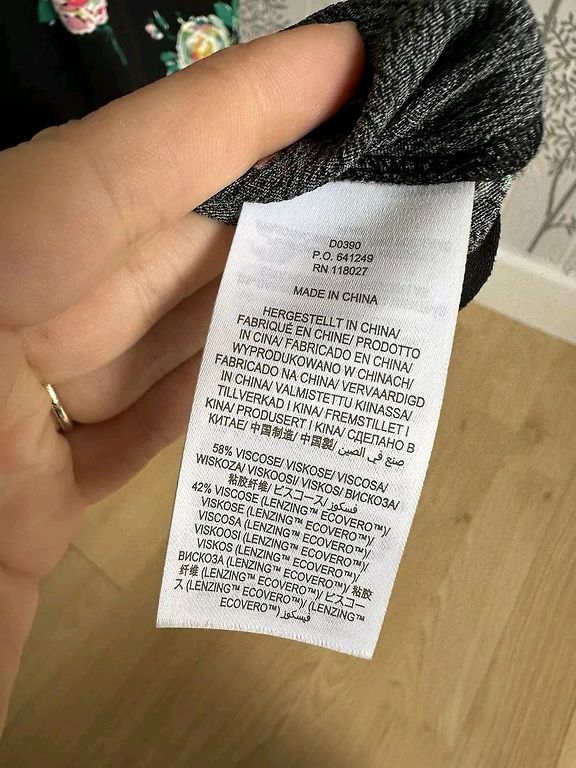 D0390
P.O. 641249
RN 118027
MADE IN CHINA
HERGESTELLT IN CHINA/
FABRIQUÉ EN CHINE/ PRODOTTO
IN CINA/ FABRICADO EN CHINA/
WYPRODUKOWANO W CHINACH/
FABRICADO NA CHINA/ VERVAARDIGD
IN CHINA/ VALMISTETTU KIINASSA/
TILLVERKAD I KINA/ FREMSTILLET I
KINA/ PRODUSERT I KINA/ СДЕЛАНО В
КИТАЕ/ 中国制造/ 中国製/ صنع في الصين
58% VISCOSE/ VISKOSE/ VISCOSA/
WISKOZA/ VISKOOSI/ VISKOS/ ВИСКОЗА/
粘胶纤维/ ビスコース/ فسكوز
42% VISCOSE (LENZING™ ECOVERO™)/
VISKOSE (LENZING™ ECOVERO™)/
VISCOSA (LENZING™ ECOVERO™)/
VISKOOSI (LENZING™ ECOVERO™)/
VISKOS (LENZING™ ECOVERO™)/
ВИСКОЗА (LENZING™ ECOVERO™)/ 粘胶
纤维 (LENZING™ ECOVERO™)/ ビスコー
ス (LENZING™ ECOVERO™)/ (LENZING™
ECOVERO™) فيسكوز